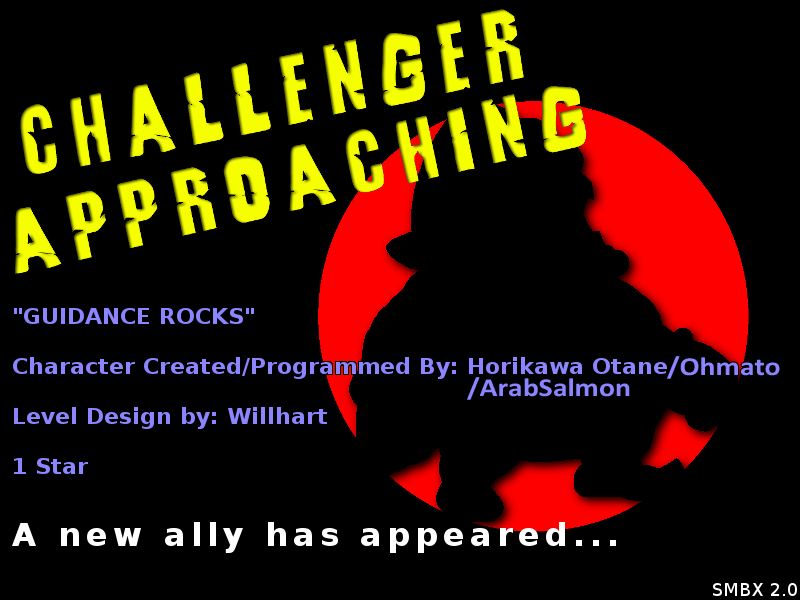 CHALLENGER
APPROACHING
"GUIDANCE ROCKS"
Character Created/Programmed By: Horikawa Otane/Ohmato
/ArabSalmon
Level Design by: Willhart
1 Star
A new ally has appeared...
SMBX 2.0